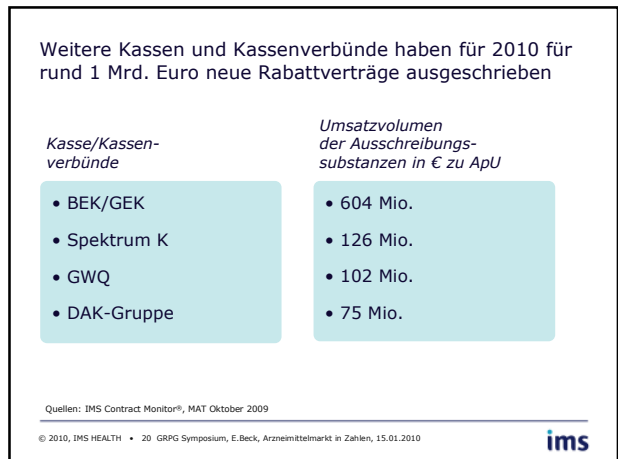 Weitere Kassen und Kassenverbünde haben für 2010 für
rund 1 Mrd. Euro neue Rabattverträge ausgeschrieben
Kasse/Kassen-
verbünde
• BEK/GEK
• Spektrum K
• GWQ
• DAK-Gruppe
Umsatzvolumen
der Ausschreibungs-
substanzen in € zu ApU
• 604 Mio.
• 126 Mio.
• 102 Mio.
• 75 Mio.
Quellen: IMS Contract Monitor®, MAT Oktober 2009
© 2010, IMS HEALTH • 20 GRPG Symposium, E.Beck, Arzneimittelmarkt in Zahlen, 15.01.2010
ims